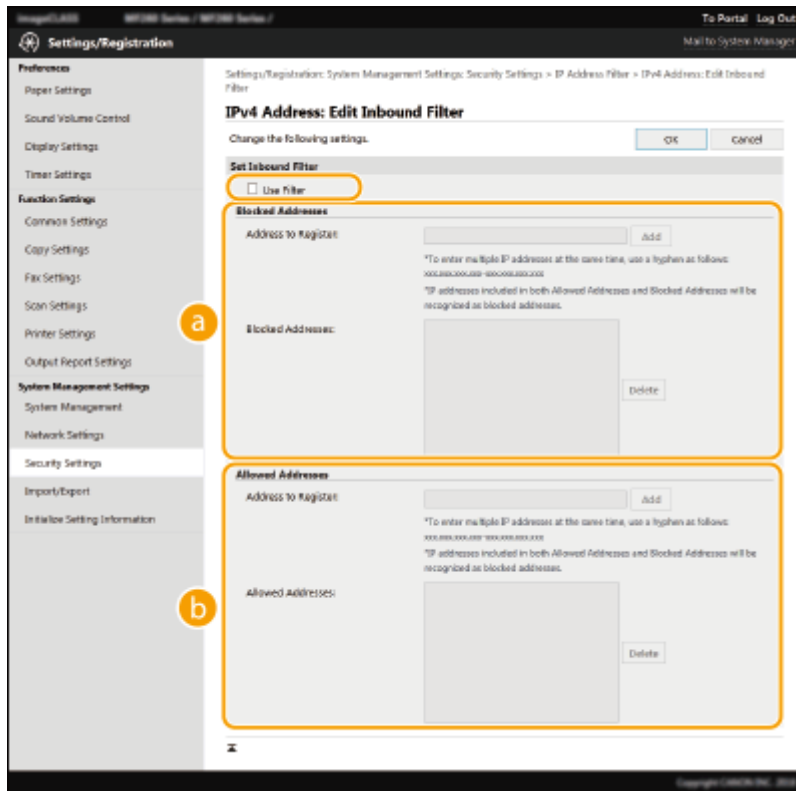 To Portal Log Out
Settings/Registration
Mail to System Manager
Preferences
Paper Settings
Sound Volume Control
Display Settings
Timer Settings
Function Settings
Common Settings
Copy Settings
Fax Settings
Scan Settings
Printer Settings
Output Report Settings
System Management Settings
System Management
Network Settings
Security Settings
Import/Export
Initialize Setting Information
Settings/Registration: System Management Settings: Security Settings > IP Address Filter > IPv4 Address: Edit Inbound
Filter
IPv4 Address: Edit Inbound Filter
Change the following settings.
OK
Cancel
Set Inbound Filter
Use Filter
a
Blocked Addresses
Address to Register:
Add
*To enter multiple IP addresses at the same time, use a hyphen as follows:
xxx.xxx.xxx.xxx-xxx.xxx.xxx.xxx
*IP addresses included in both Allowed Addresses and Blocked Addresses will be
recognized as blocked addresses.
Blocked Addresses:
Delete
b
Allowed Addresses
Address to Register:
Add
*To enter multiple IP addresses at the same time, use a hyphen as follows:
xxx.xxx.xxx.xxx-xxx.xxx.xxx.xxx
*IP addresses included in both Allowed Addresses and Blocked Addresses will be
recognized as blocked addresses.
Allowed Addresses:
Delete
Copyright CANON INC.